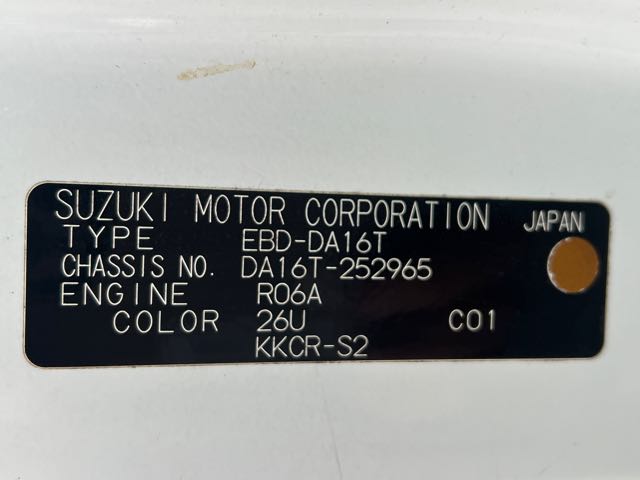 SUZUKI MOTOR CORPORATION JAPAN
TYPE EBD-DA16T
CHASSIS NO. DA16T-252965
ENGINE R06A
COLOR 26U C01
KKCR-S2